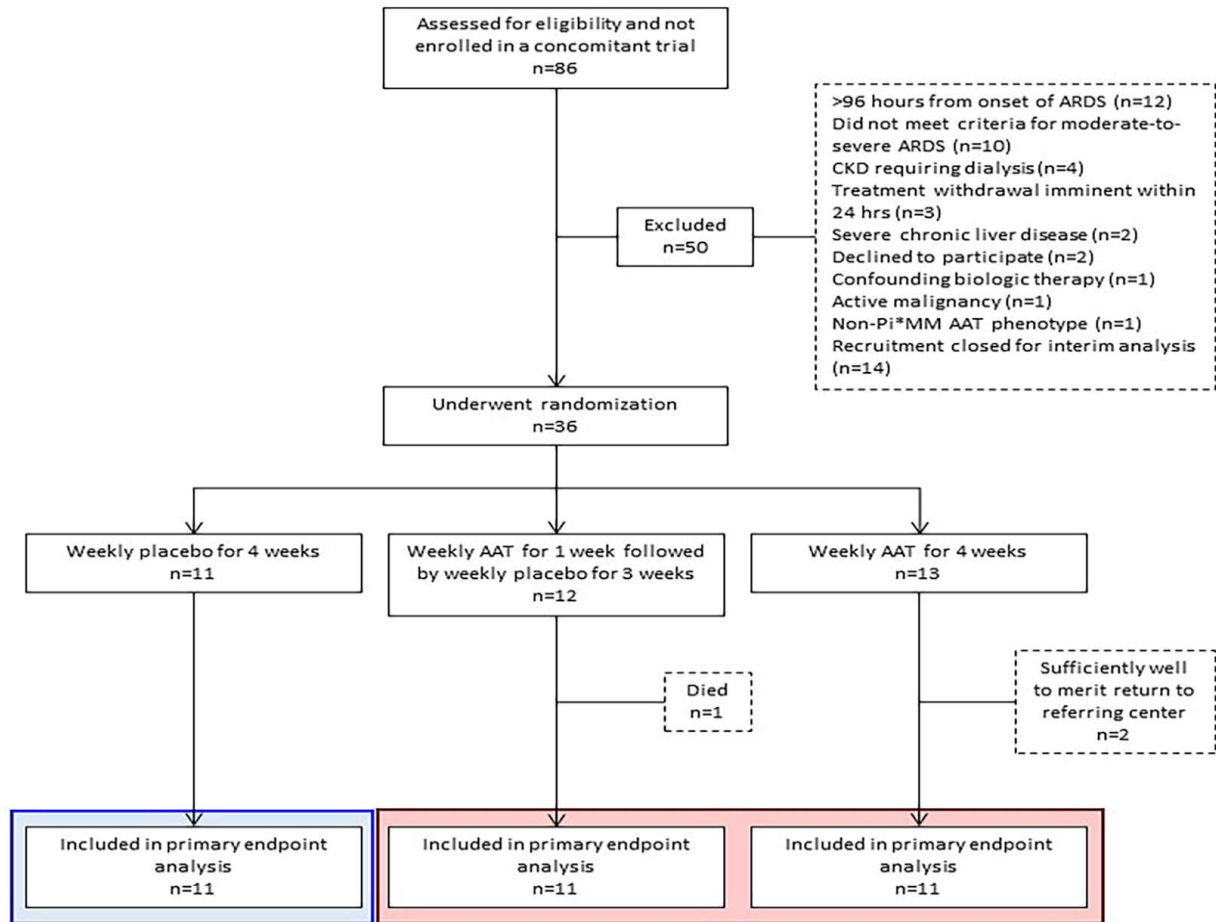 Assessed for eligibility and not
enrolled in a concomitant trial
n=86
>96 hours from onset of ARDS (n=12)
Did not meet criteria for moderate-to-
severe ARDS (n=10)
CKD requiring dialysis (n=4)
Treatment withdrawal imminent within
24 hrs (n=3)
Severe chronic liver disease (n=2)
Declined to participate (n=2)
Confounding biologic therapy (n=1)
Active malignancy (n=1)
Non-Pi*MM AAT phenotype (n=1)
Recruitment closed for interim analysis
(n=14)
Excluded
n=50
Underwent randomization
n=36
Weekly placebo for 4 weeks
n=11
Weekly AAT for 1 week followed
by weekly placebo for 3 weeks
n=12
Weekly AAT for 4 weeks
n=13
Died
n=1
Sufficiently well
to merit return to
referring center
n=2
Included in primary endpoint
analysis
n=11
Included in primary endpoint
analysis
n=11
Included in primary endpoint
analysis
n=11